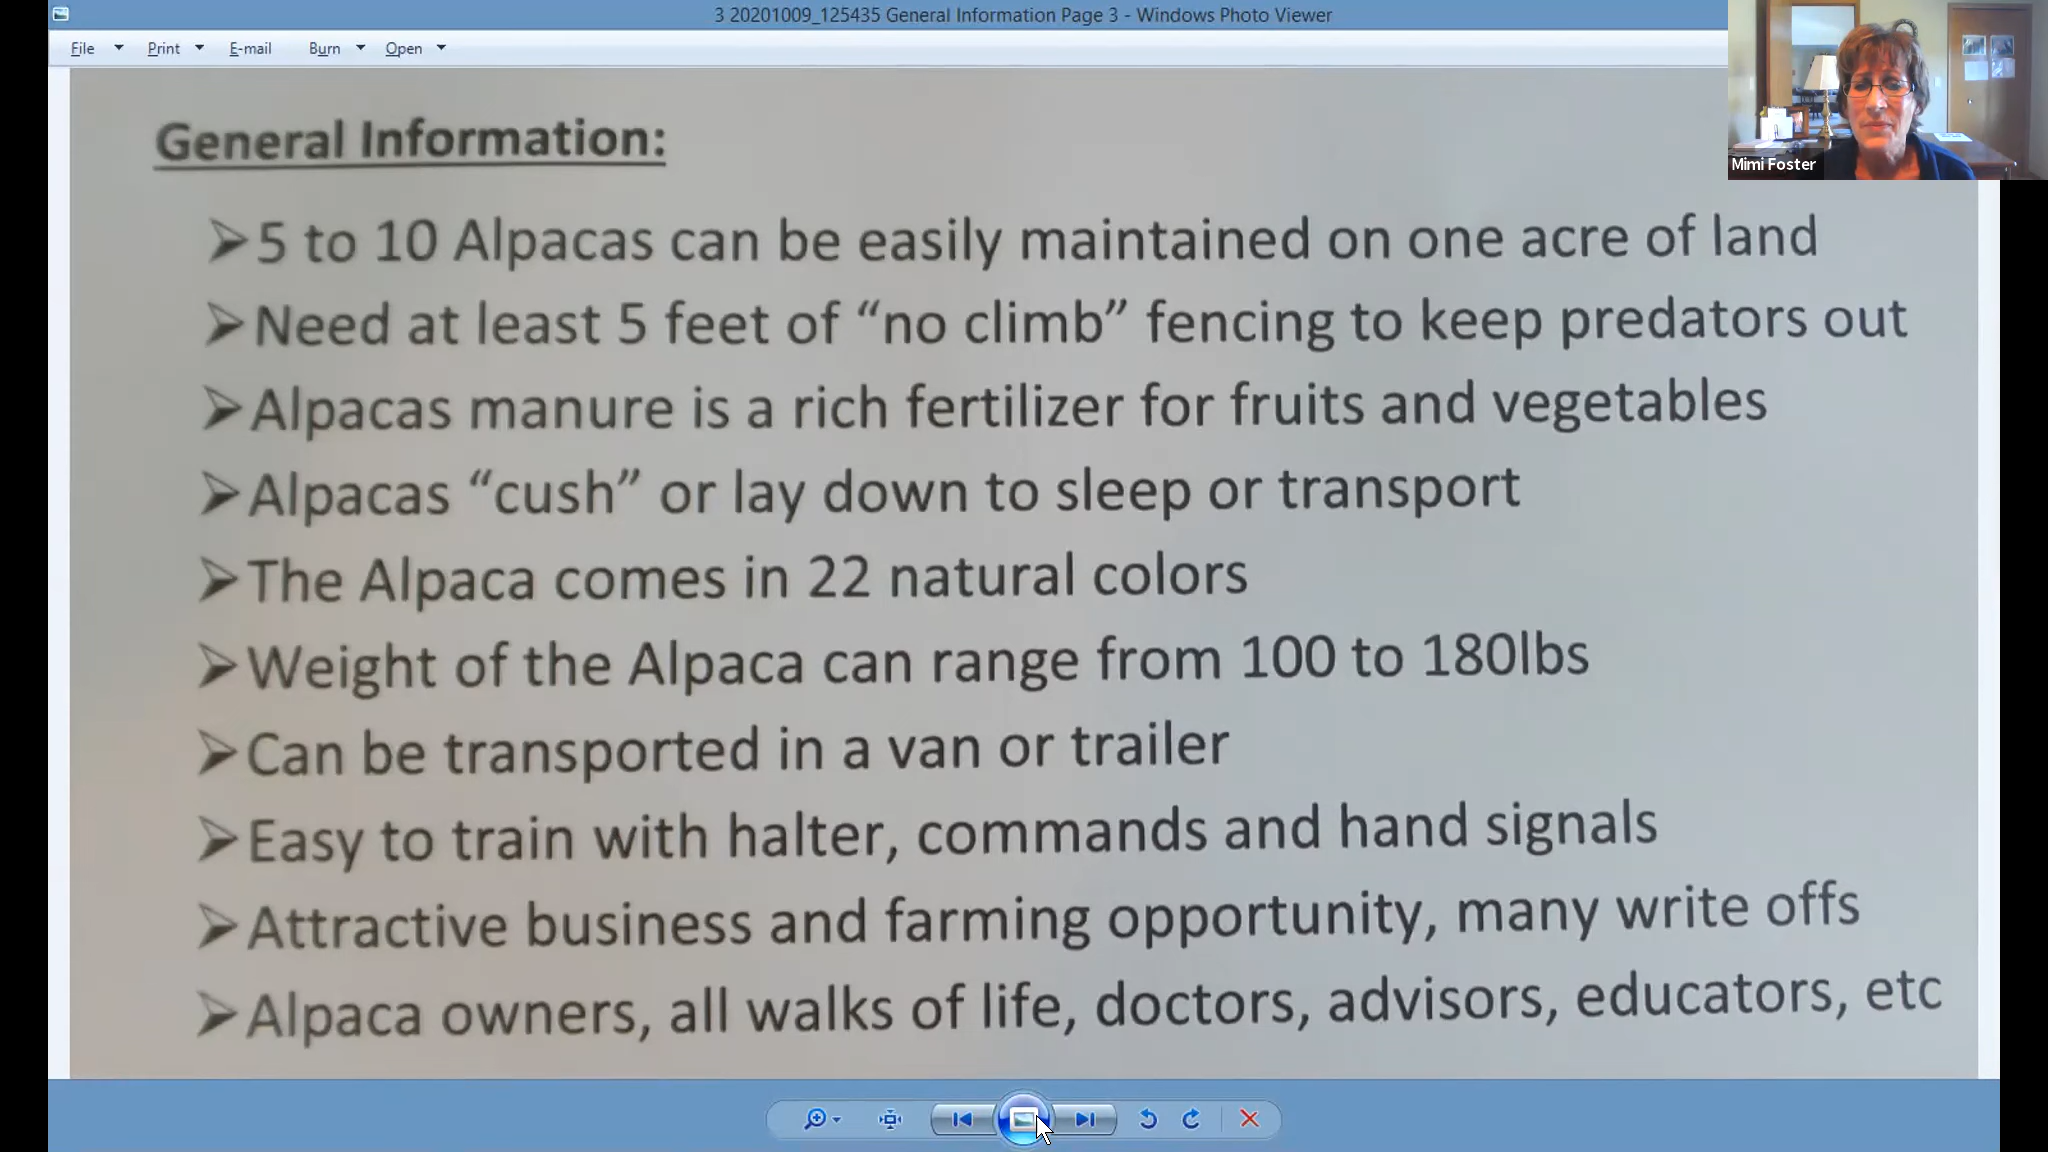 3 20201009_125435 General Information Page 3 - Windows Photo Viewer
File Print E-mail Burn Open
Mimi Foster
General Information:
➢5 to 10 Alpacas can be easily maintained on one acre of land
➢Need at least 5 feet of “no climb” fencing to keep predators out
➢Alpacas manure is a rich fertilizer for fruits and vegetables
➢Alpacas “cush” or lay down to sleep or transport
➢The Alpaca comes in 22 natural colors
➢Weight of the Alpaca can range from 100 to 180lbs
➢Can be transported in a van or trailer
➢Easy to train with halter, commands and hand signals
➢Attractive business and farming opportunity, many write offs
➢Alpaca owners, all walks of life, doctors, advisors, educators, etc